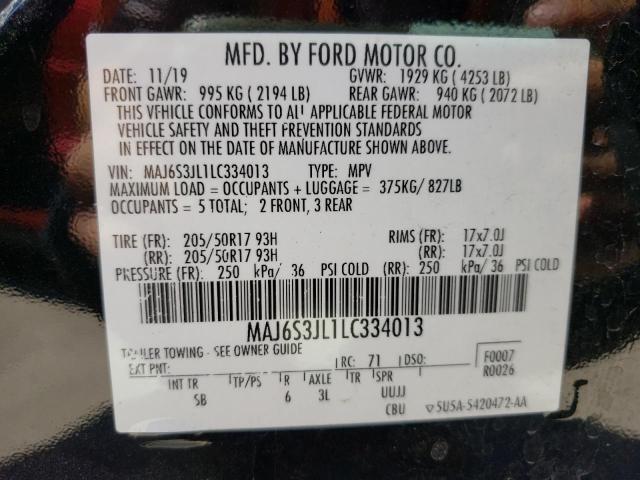 MFD. BY FORD MOTOR CO.
DATE: 11/19 GVWR: 1929 KG ( 4253 LB)
FRONT GAWR: 995 KG ( 2194 LB) REAR GAWR: 940 KG ( 2072 LB)
THIS VEHICLE CONFORMS TO ALL APPLICABLE FEDERAL MOTOR
VEHICLE SAFETY AND THEFT PREVENTION STANDARDS
IN EFFECT ON THE DATE OF MANUFACTURE SHOWN ABOVE.
VIN: MAJ6S3JL1LC334013 TYPE: MPV
MAXIMUM LOAD = OCCUPANTS + LUGGAGE = 375KG/ 827LB
OCCUPANTS = 5 TOTAL; 2 FRONT, 3 REAR
TIRE (FR): 205/50R17 93H RIMS (FR): 17x7.0J
(RR): 205/50R17 93H (RR): 17x7.0J
PRESSURE (FR): 250 kPa/ 36 PSI COLD (RR): 250 kPa/ 36 PSI COLD
MAJ6S3JL1LC334013
TRAILER TOWING - SEE OWNER GUIDE
EXT PNT: RC: 71 DSO: F0007
R0026
INT TR TP/PS R AXLE TR SPR
SB 6 3L UUJJ
CBU 5U5A-5420472-AA